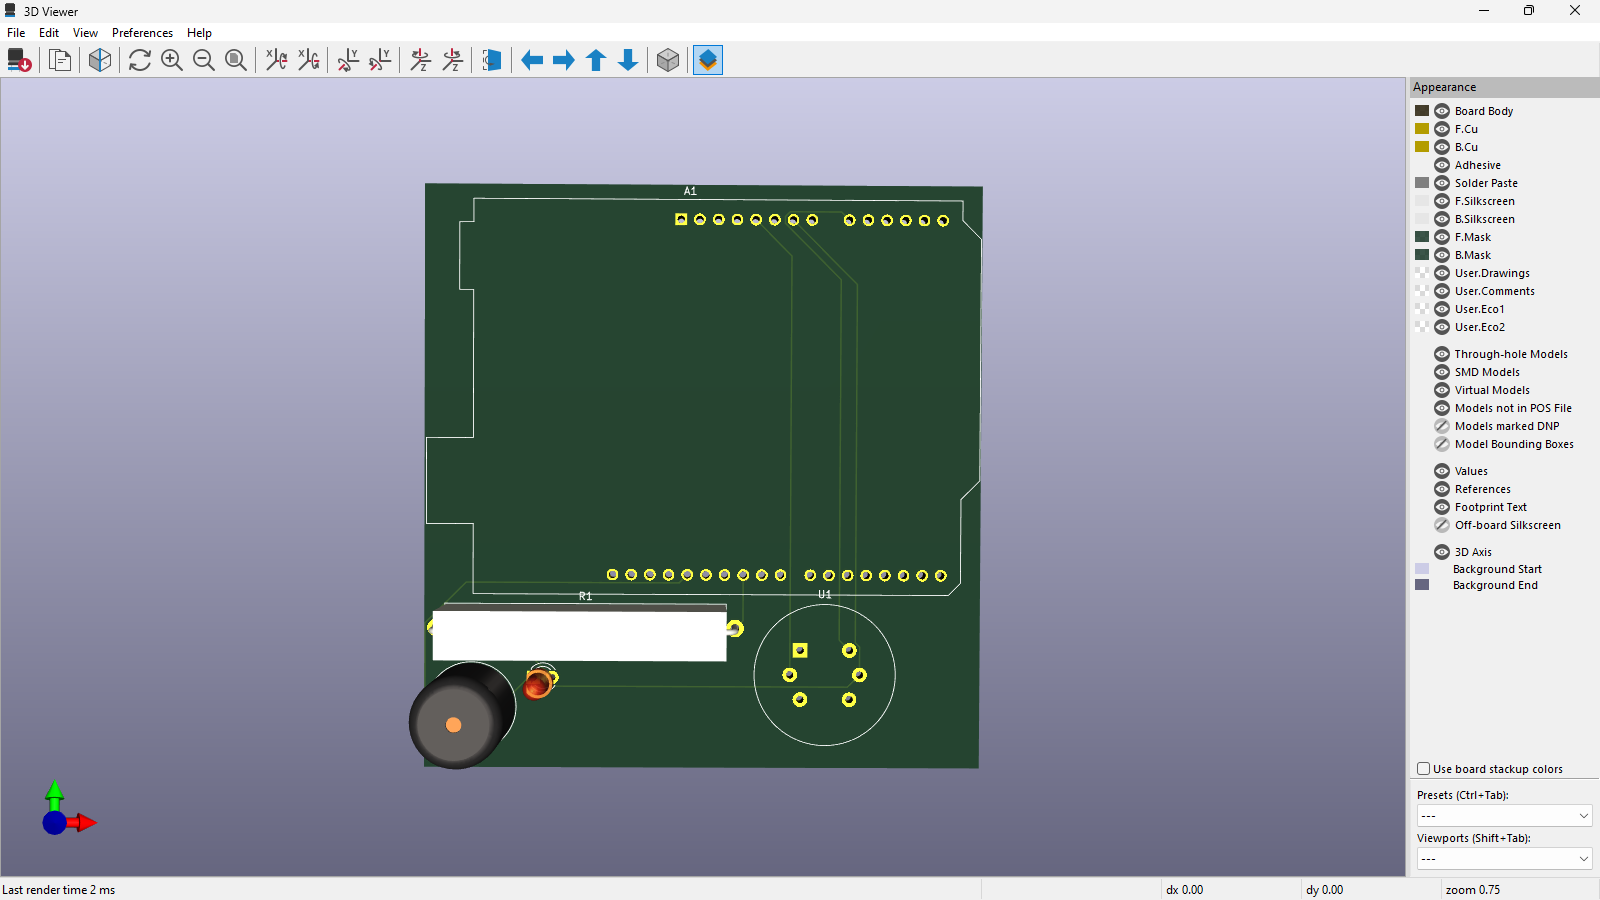 3D Viewer
File Edit View Preferences Help
X X Y Y Z Z
Appearance
Board Body
F.Cu
B.Cu
Adhesive
Solder Paste
F.Silkscreen
B.Silkscreen
F.Mask
B.Mask
User.Drawings
User.Comments
User.Eco1
User.Eco2
Through-hole Models
SMD Models
Virtual Models
Models not in POS File
Models marked DNP
Model Bounding Boxes
Values
References
Footprint Text
Off-board Silkscreen
3D Axis
Background Start
Background End
Use board stackup colors
Presets (Ctrl+Tab):
---
Viewports (Shift+Tab):
---
A1
R1
U1
Last render time 2 ms
dx 0.00
dy 0.00
zoom 0.75